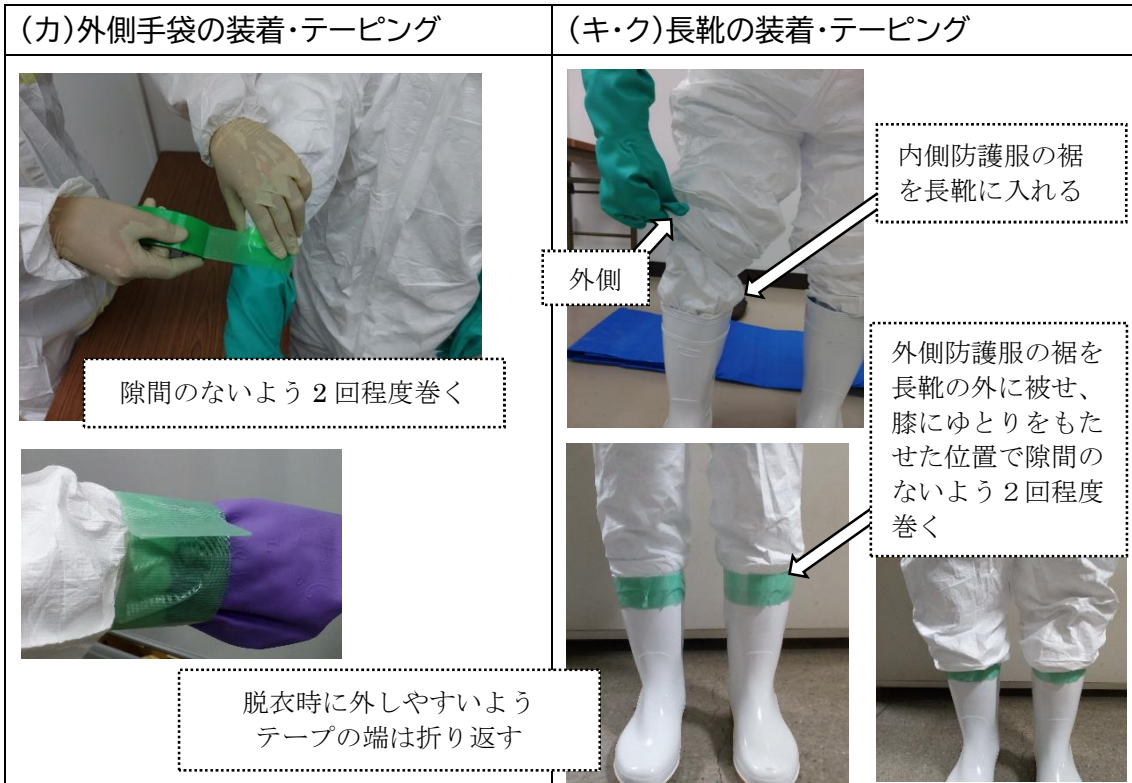 (カ)外側手袋の装着・テーピング
隙間のないよう２回程度巻く
脱衣時に外しやすいよう
テープの端は折り返す
(キ・ク)長靴の装着・テーピング
内側防護服の裾
を長靴に入れる
外側
外側防護服の裾を
長靴の外に被せ、
膝にゆとりをもた
せた位置で隙間の
ないよう２回程度
巻く